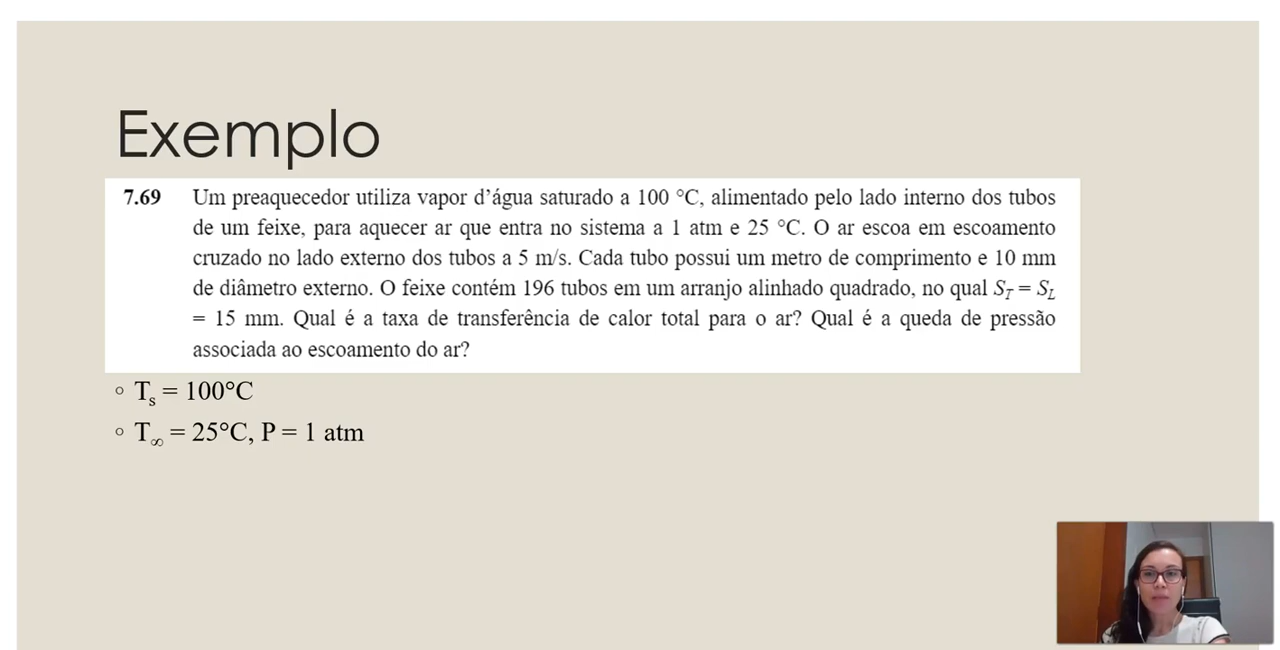 Exemplo
7.69 Um preaquecedor utiliza vapor d’água saturado a 100 °C, alimentado pelo lado interno dos tubos
de um feixe, para aquecer ar que entra no sistema a 1 atm e 25 °C. O ar escoa em escoamento
cruzado no lado externo dos tubos a 5 m/s. Cada tubo possui um metro de comprimento e 10 mm
de diâmetro externo. O feixe contém 196 tubos em um arranjo alinhado quadrado, no qual S_T = S_L
= 15 mm. Qual é a taxa de transferência de calor total para o ar? Qual é a queda de pressão
associada ao escoamento do ar?
◦ T_s = 100°C
◦ T_∞ = 25°C, P = 1 atm